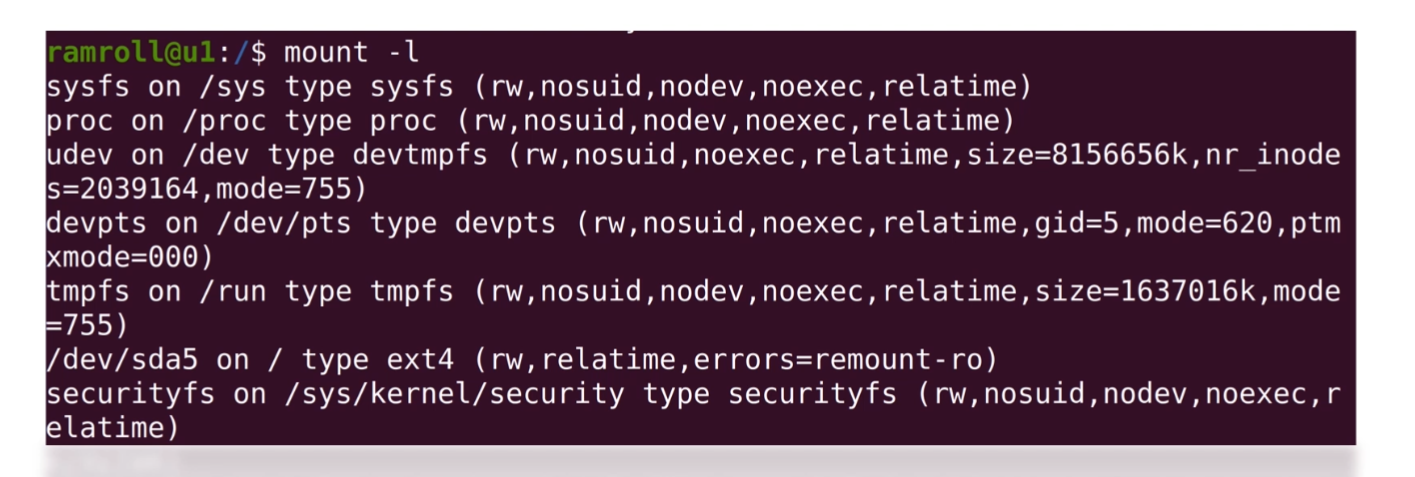 ramroll@u1:/$ mount -l
sysfs on /sys type sysfs (rw,nosuid,nodev,noexec,relatime)
proc on /proc type proc (rw,nosuid,nodev,noexec,relatime)
udev on /dev type devtmpfs (rw,nosuid,noexec,relatime,size=8156656k,nr_inode
s=2039164,mode=755)
devpts on /dev/pts type devpts (rw,nosuid,noexec,relatime,gid=5,mode=620,ptm
xmode=000)
tmpfs on /run type tmpfs (rw,nosuid,nodev,noexec,relatime,size=1637016k,mode
=755)
/dev/sda5 on / type ext4 (rw,relatime,errors=remount-ro)
securityfs on /sys/kernel/security type securityfs (rw,nosuid,nodev,noexec,r
elatime)